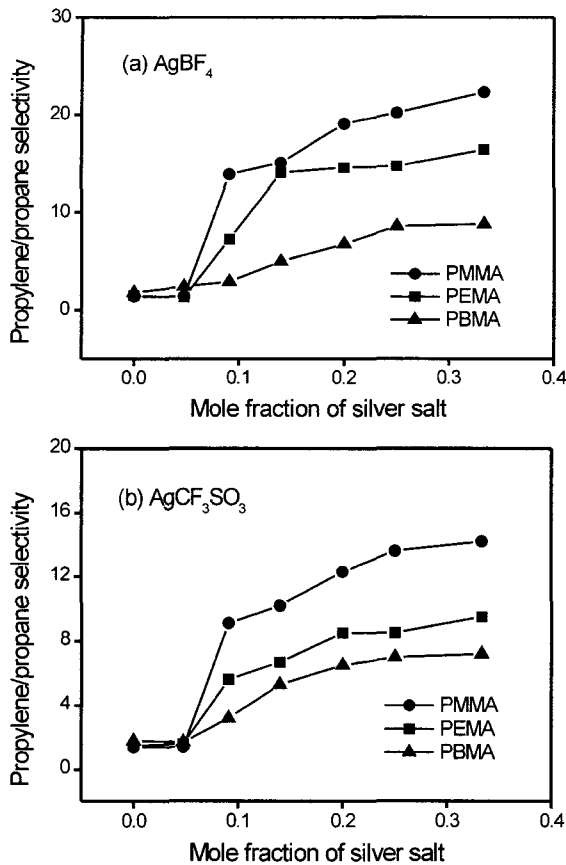 30
20
10
0
Propylene/propane selectivity
(a) AgBF₄
PMMA
PEMA
PBMA
0.0 0.1 0.2 0.3 0.4
Mole fraction of silver salt
20
16
12
8
4
0
Propylene/propane selectivity
(b) AgCF₃SO₃
PMMA
PEMA
PBMA
0.0 0.1 0.2 0.3 0.4
Mole fraction of silver salt